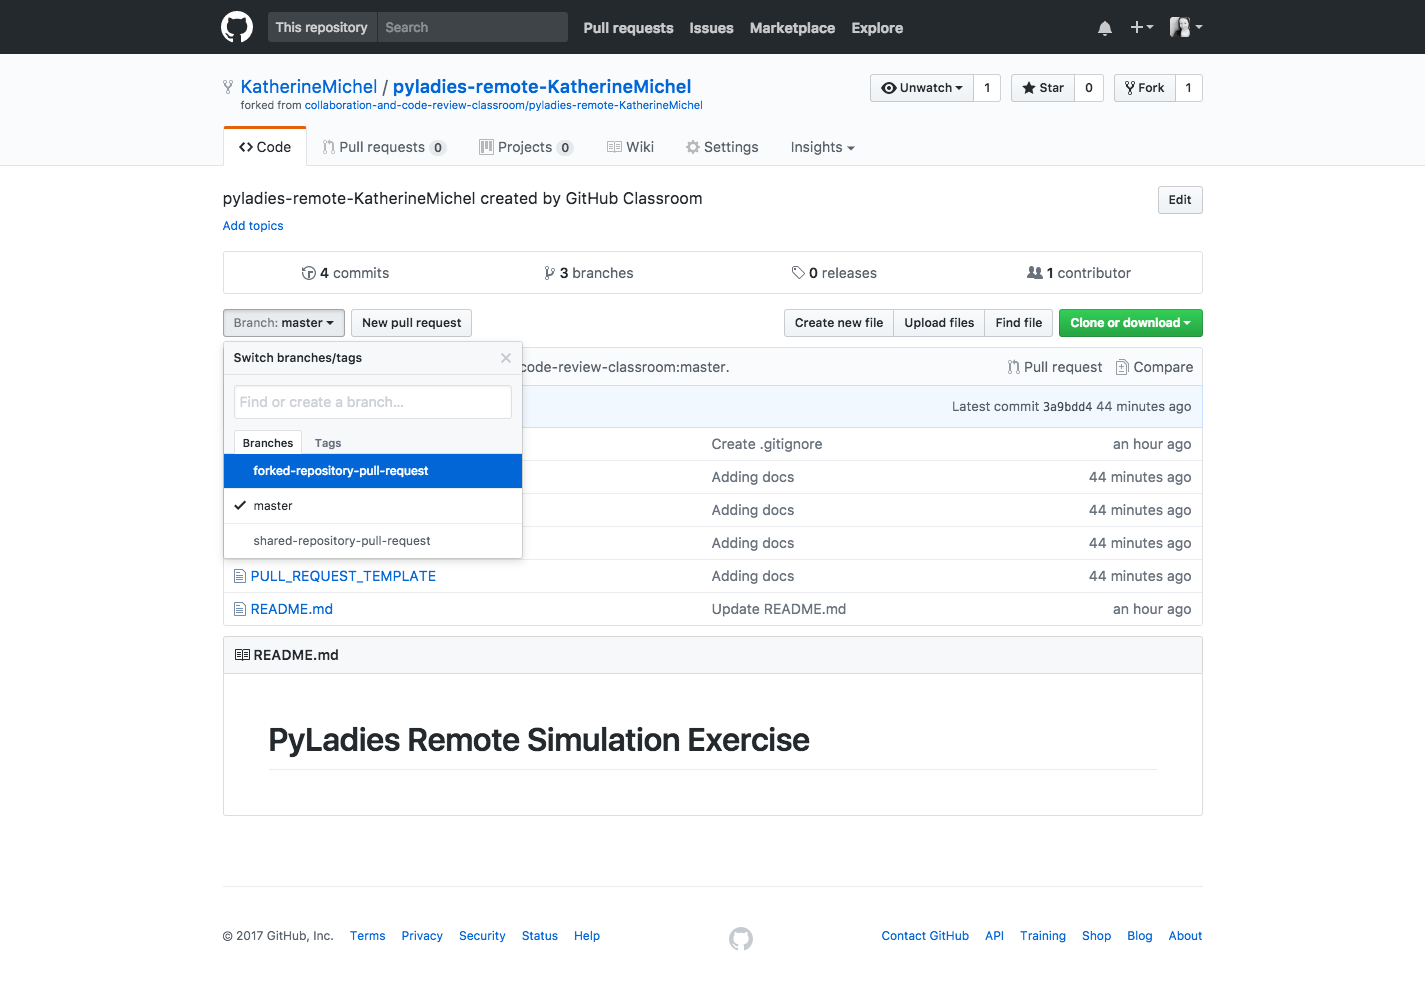 This repository Search Pull requests Issues Marketplace Explore
KatherineMichel / pyladies-remote-KatherineMichel
forked from collaboration-and-code-review-classroom/pyladies-remote-KatherineMichel
Unwatch 1 Star 0 Fork 1
Code Pull requests 0 Projects 0 Wiki Settings Insights
pyladies-remote-KatherineMichel created by GitHub Classroom
Edit
Add topics
4 commits 3 branches 0 releases 1 contributor
Branch: master New pull request Create new file Upload files Find file Clone or download
Switch branches/tags
code-review-classroom:master. Pull request Compare
Find or create a branch...
Latest commit 3a9bdd4 44 minutes ago
Branches Tags
Create .gitignore an hour ago
forked-repository-pull-request
Adding docs 44 minutes ago
master
Adding docs 44 minutes ago
shared-repository-pull-request
Adding docs 44 minutes ago
PULL_REQUEST_TEMPLATE Adding docs 44 minutes ago
README.md Update README.md an hour ago
README.md
PyLadies Remote Simulation Exercise
© 2017 GitHub, Inc. Terms Privacy Security Status Help Contact GitHub API Training Shop Blog About